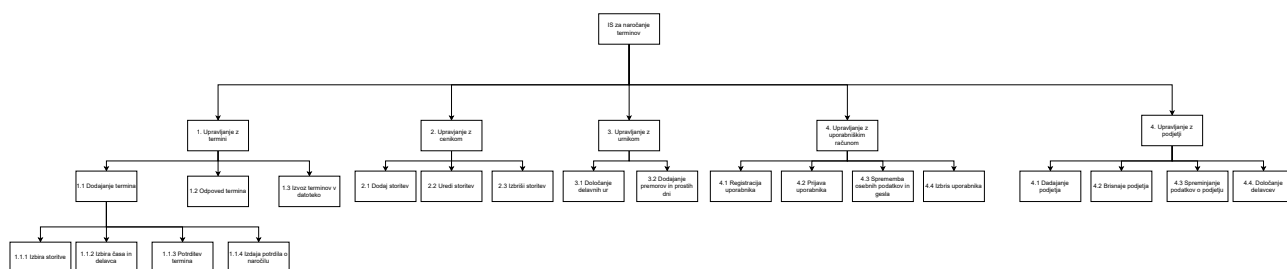 IS za naročanje
terminov
1. Upravljanje z
termini
2. Upravjanje z
cenikom
3. Upravljanje z
urnikom
4. Upravljanje z
uporabniškim
računom
4. Upravljanje z
podjetji
1.1 Dodajanje termina
1.2 Odpoved termina
1.3 Izvoz terminov v
datoteko
2.1 Dodaj storitev
2.2 Uredi storitev
2.3 Izbriši storitev
3.1 Določanje
delavnih ur
3.2 Dodajanje
premorov in prostih
dni
4.1 Registracija
uporabnika
4.2 Prijava
uporabnika
4.3 Sprememba
osebnih podatkov in
gesla
4.4 Izbris uporabnika
4.1 Dadajanje
podjetja
4.2 Brisnaje podjetja
4.3 Spreminjanje
podatkov o podjetju
4.4. Določanje
delavcev
1.1.1 Izbira storitve
1.1.2 Izbira časa in
delavca
1.1.3 Potrditev
termina
1.1.4 Izdaja potrdila o
naročilu